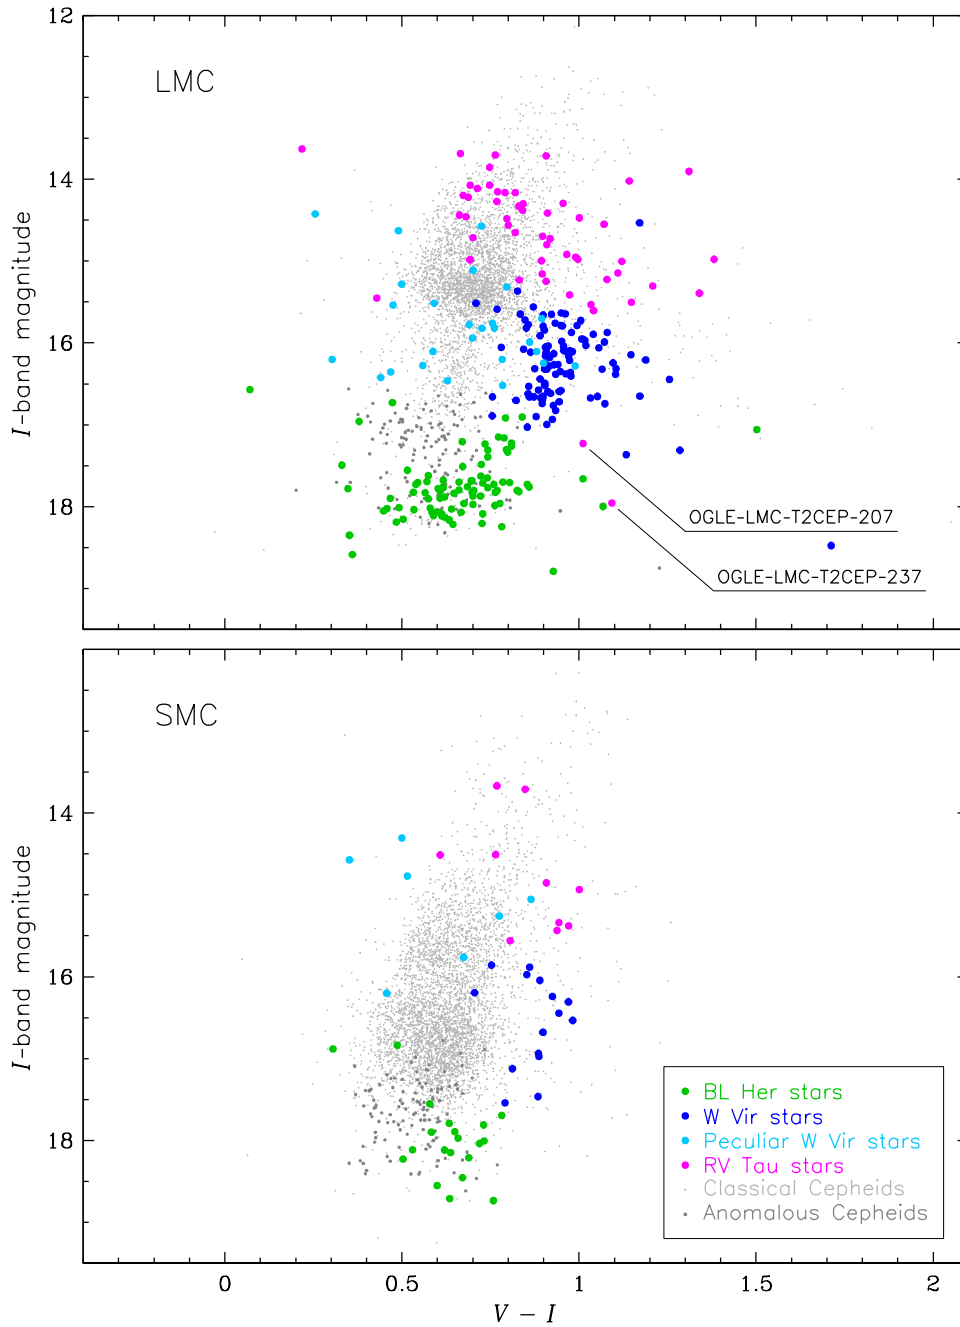 12
LMC
14
I-band magnitude
16
18
OGLE-LMC-T2CEP-207
OGLE-LMC-T2CEP-237
SMC
14
I-band magnitude
16
18
BL Her stars
W Vir stars
Peculiar W Vir stars
RV Tau stars
Classical Cepheids
Anomalous Cepheids
0 0.5 1 1.5 2
V − I